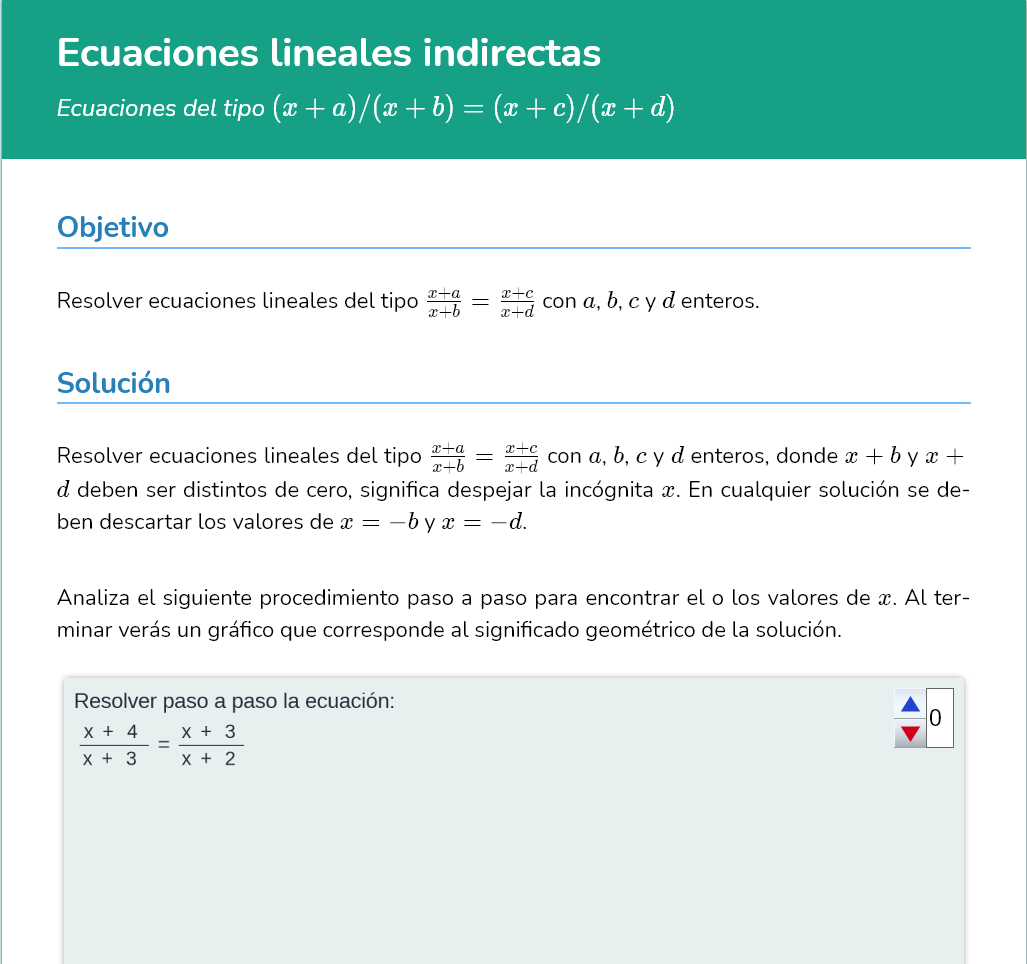 Ecuaciones lineales indirectas
Ecuaciones del tipo (x + a)/(x + b) = (x + c)/(x + d)
Objetivo
Resolver ecuaciones lineales del tipo \frac{x+a}{x+b} = \frac{x+c}{x+d} con a, b, c y d enteros.
Solución
Resolver ecuaciones lineales del tipo \frac{x+a}{x+b} = \frac{x+c}{x+d} con a, b, c y d enteros, donde x + b y x +
d deben ser distintos de cero, significa despejar la incógnita x. En cualquier solución se de-
ben descartar los valores de x = −b y x = −d.
Analiza el siguiente procedimiento paso a paso para encontrar el o los valores de x. Al ter-
minar verás un gráfico que corresponde al significado geométrico de la solución.
Resolver paso a paso la ecuación:
\frac{x + 4}{x + 3} = \frac{x + 3}{x + 2}
0